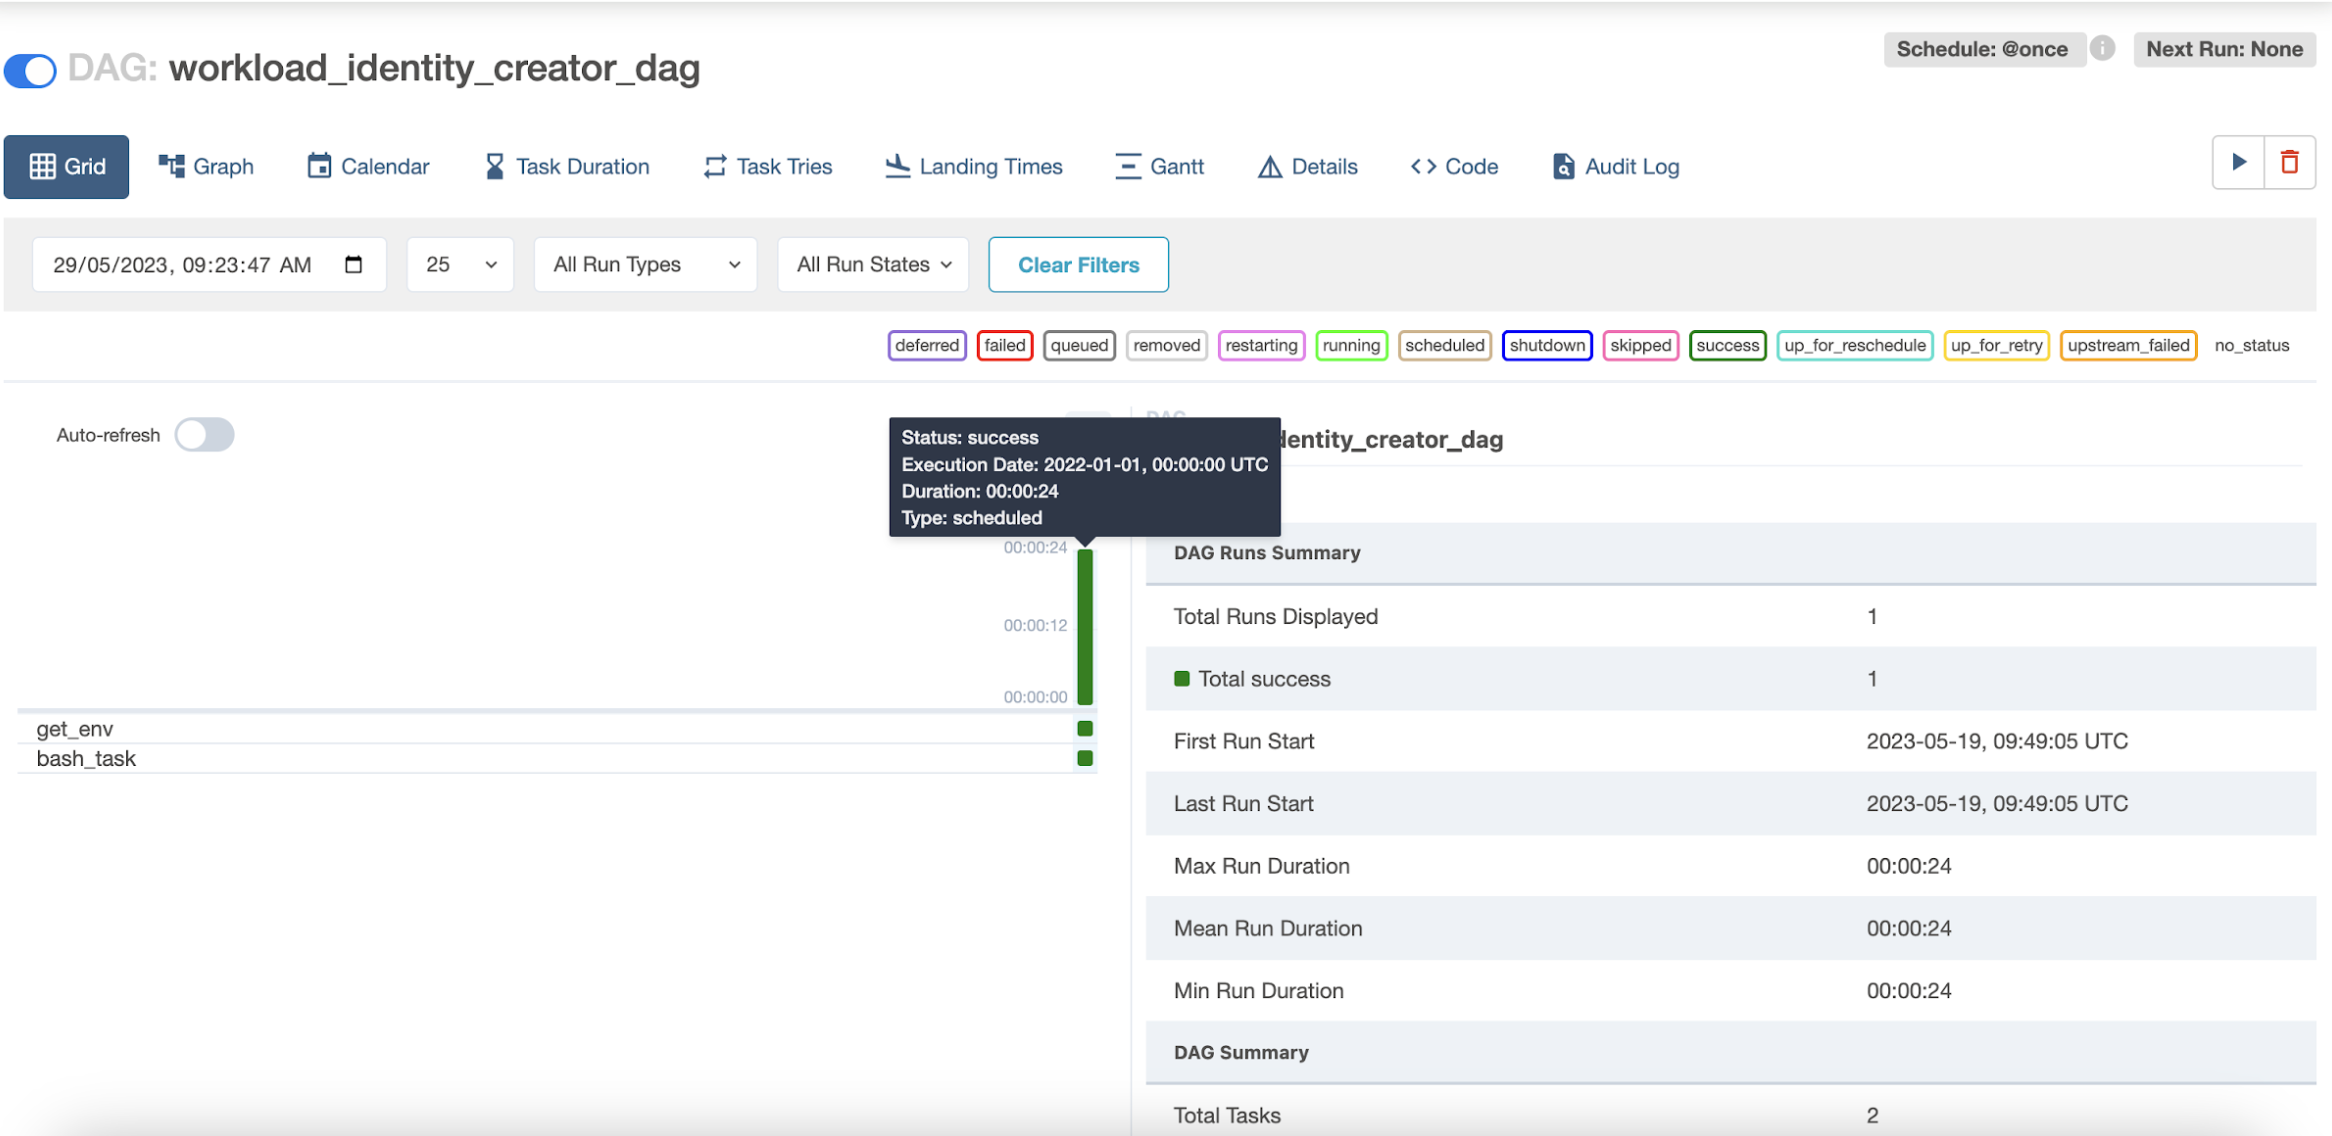 DAG: workload_identity_creator_dag
Schedule: @once
Next Run: None
Grid
Graph
Calendar
Task Duration
Task Tries
Landing Times
Gantt
Details
Code
Audit Log
29/05/2023, 09:23:47 AM
25
All Run Types
All Run States
Clear Filters
deferred
failed
queued
removed
restarting
running
scheduled
shutdown
skipped
success
up_for_reschedule
up_for_retry
upstream_failed
no_status
Auto-refresh
Status: success
Execution Date: 2022-01-01, 00:00:00 UTC
Duration: 00:00:24
Type: scheduled
00:00:24
00:00:12
00:00:00
get_env
bash_task
DAG
dentity_creator_dag
DAG Runs Summary
Total Runs Displayed 1
Total success 1
First Run Start 2023-05-19, 09:49:05 UTC
Last Run Start 2023-05-19, 09:49:05 UTC
Max Run Duration 00:00:24
Mean Run Duration 00:00:24
Min Run Duration 00:00:24
DAG Summary
Total Tasks 2